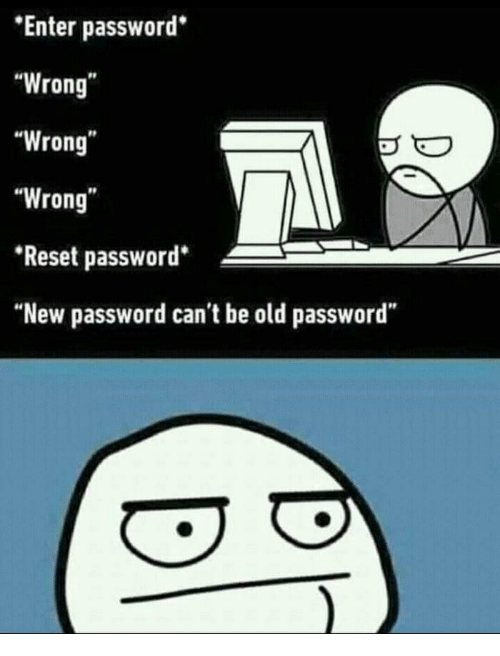 *Enter password*
“Wrong”
“Wrong”
“Wrong”
*Reset password*
“New password can't be old password”